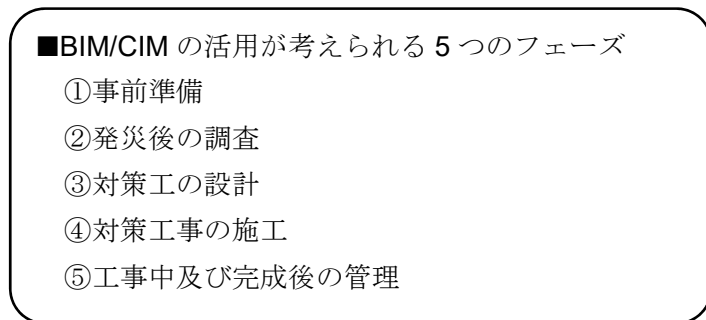 ■BIM/CIM の活用が考えられる 5 つのフェーズ
①事前準備
②発災後の調査
③対策工の設計
④対策工事の施工
⑤工事中及び完成後の管理